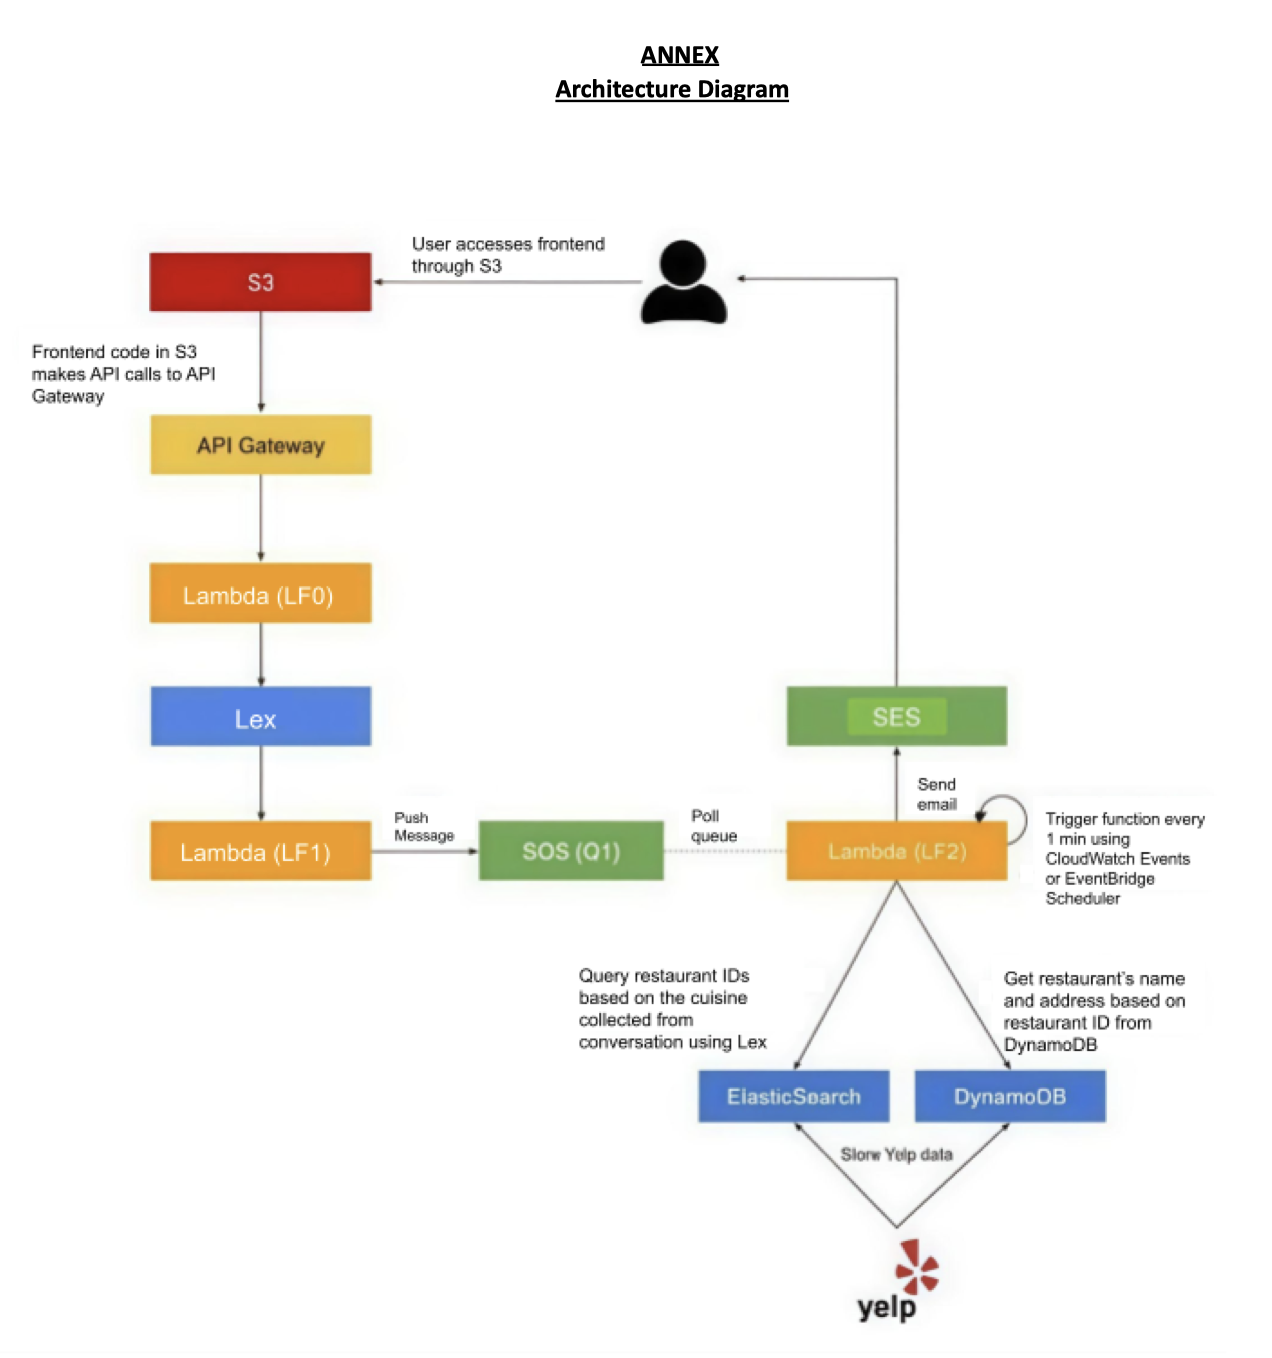 ANNEX
Architecture Diagram
User accesses frontend
through S3
S3
Frontend code in S3
makes API calls to API
Gateway
API Gateway
Lambda (LF0)
Lex
SES
Send
email
Push
Message
Poll
queue
Trigger function every
1 min using
CloudWatch Events
or EventBridge
Scheduler
Lambda (LF1)
SOS (Q1)
Lambda (LF2)
Query restaurant IDs
based on the cuisine
collected from
conversation using Lex
Get restaurant's name
and address based on
restaurant ID from
DynamoDB
ElasticSearch
DynamoDB
Yelp data
yelp